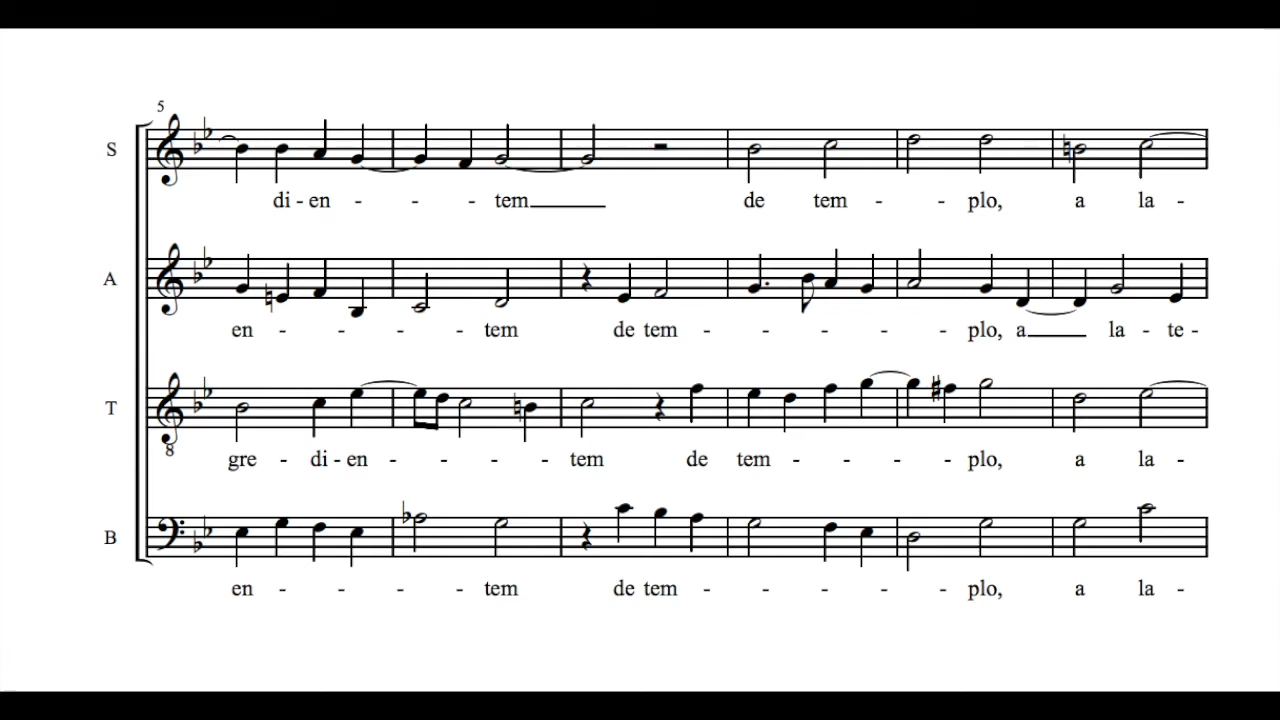 5
S
di - en - - - tem de tem - - plo, a la -
A
en - - - - tem de tem - - - - - plo, a la - te -
T
gre - di - en - - - - tem de tem - - - - plo, a la -
8
B
en - - - - tem de tem - - - - - plo, a la -